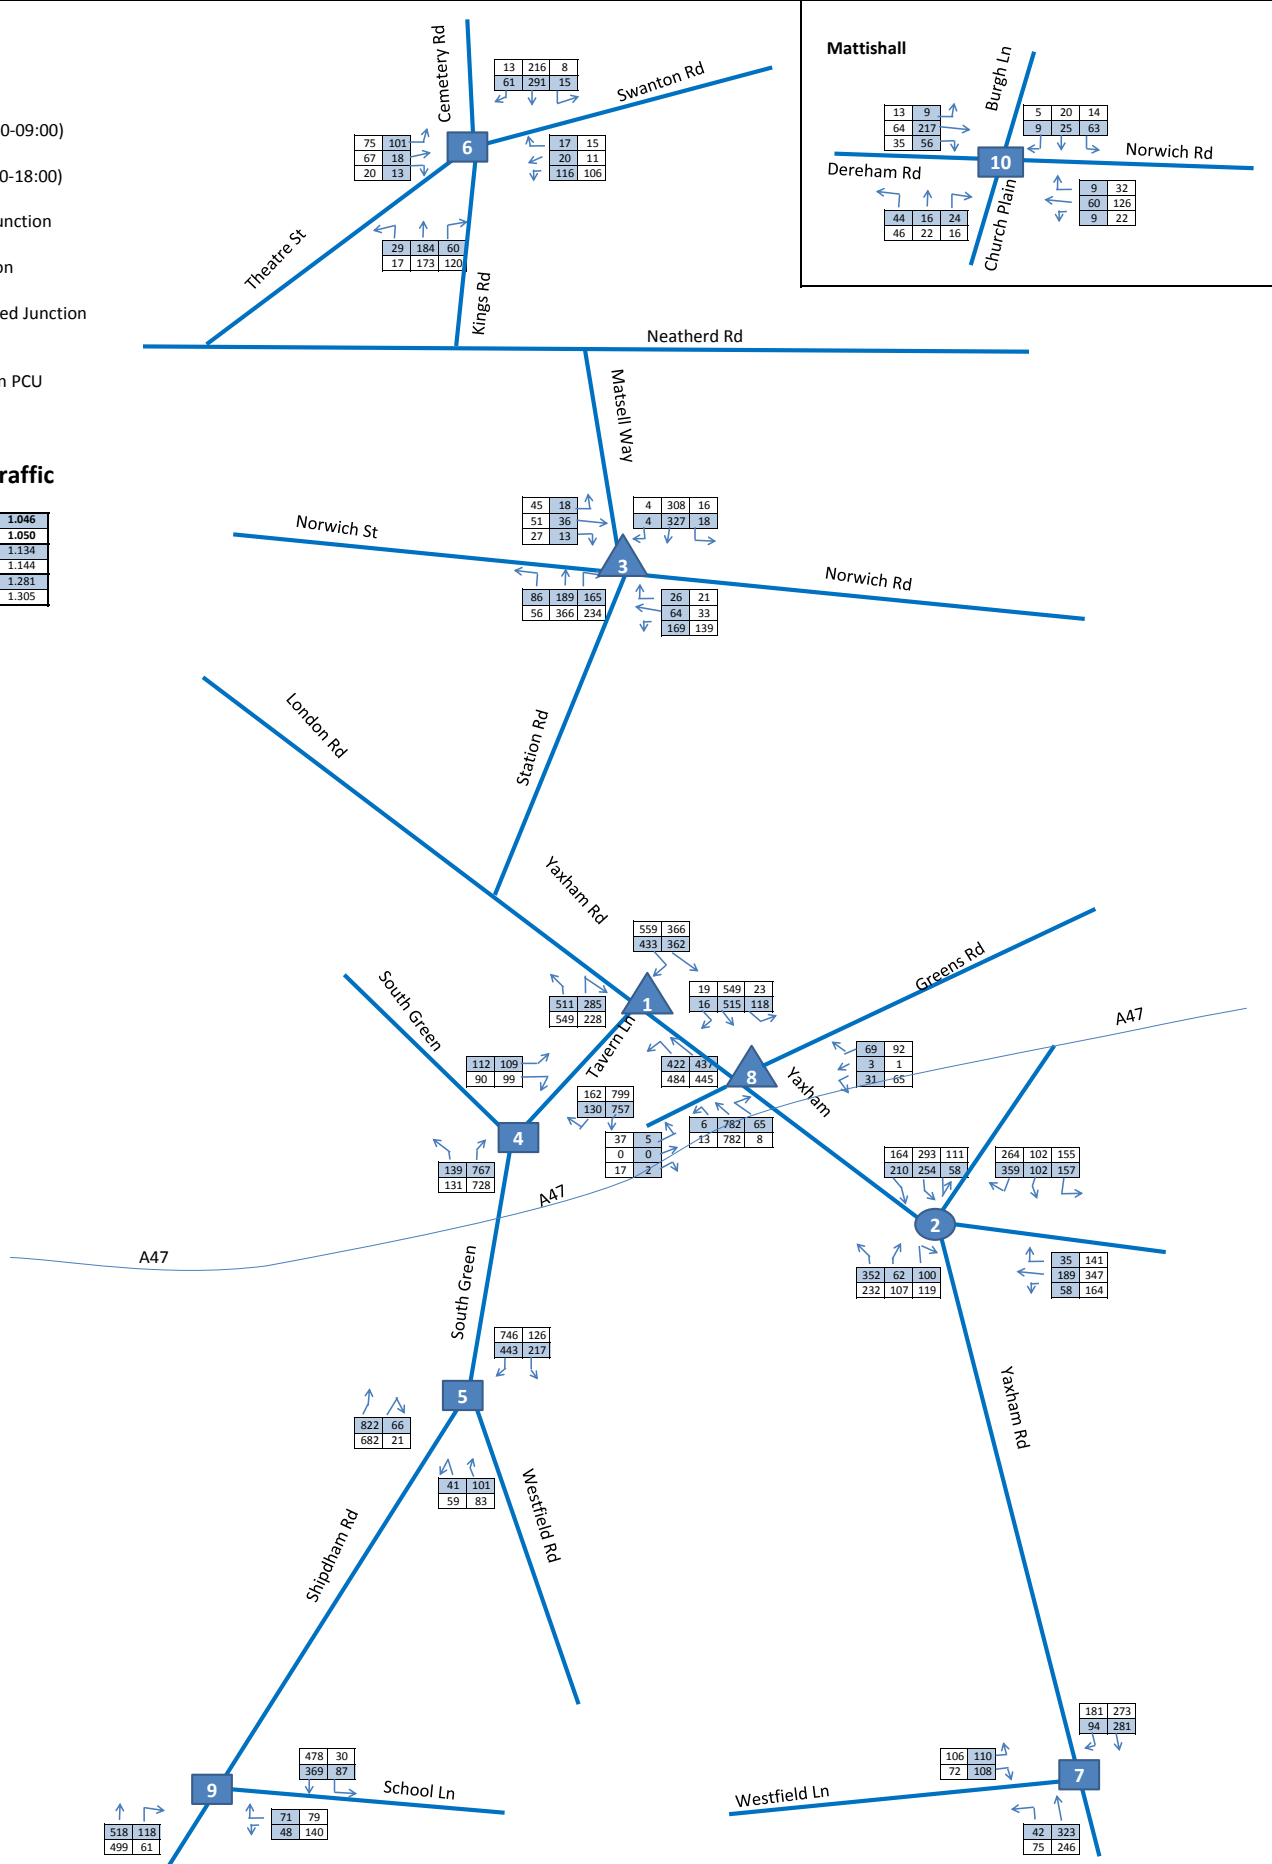 Mattishall
Cemetery Rd
13 216 8
61 291 15
Swanton Rd
0-09:00)
75 101
67 18
20 13
6
17 15
20 11
116 106
0-18:00)
unction
29 184 60
17 173 120
Theatre St
Kings Rd
on
ed Junction
Burgh Ln
13 9
64 217
35 56
5 20 14
9 25 63
10
Norwich Rd
Dereham Rd
44 16 24
46 22 16
Church Plain
9 32
60 126
9 22
Neatherd Rd
n PCU
Matsell Way
raffic
1.046
1.050
1.134
1.144
1.281
1.305
Norwich St
45 18
51 36
27 13
4 308 16
4 327 18
3
Norwich Rd
86 189 165
56 366 234
26 21
64 33
169 139
London Rd
Station Rd
Yaxham Rd
559 366
433 362
South Green
511 285
549 228
1
19 549 23
16 515 118
Greens Rd
A47
Tavern Ln
112 109
90 99
422 437
484 445
8
69 92
3 1
31 65
Yaxham
162 799
130 757
6 782 65
13 782 8
4
37 5
0 0
17 2
139 767
131 728
A47
164 293 111
210 254 58
264 102 155
359 102 157
2
A47
352 62 100
232 107 119
35 141
189 347
58 164
South Green
746 126
443 217
5
822 66
682 21
41 101
59 83
Westfield Rd
Yaxham Rd
Shipdham Rd
181 273
94 281
478 30
369 87
106 110
72 108
7
9
School Ln
Westfield Ln
71 79
48 140
518 118
499 61
42 323
75 246